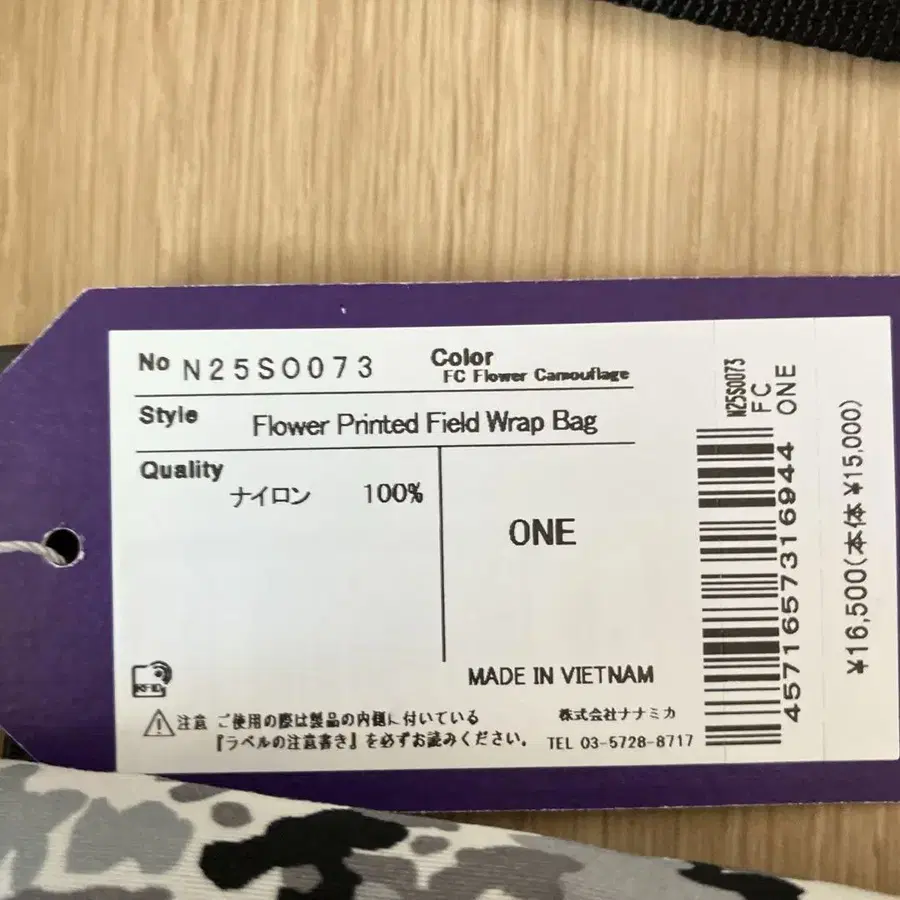 No N25SO073
Color
FC Flower Camouflage
Style Flower Printed Field Wrap Bag
Quality
ナイロン 100%
ONE
MADE IN VIETNAM
RFID
注意 ご使用の際は製品の内側に付いている
『ラベルの注意書き』を必ずお読みください。
株式会社ナナミカ
TEL 03-5728-8717
N25SO073
FC
ONE
4571657316944
¥16,500(本体 ¥15,000)